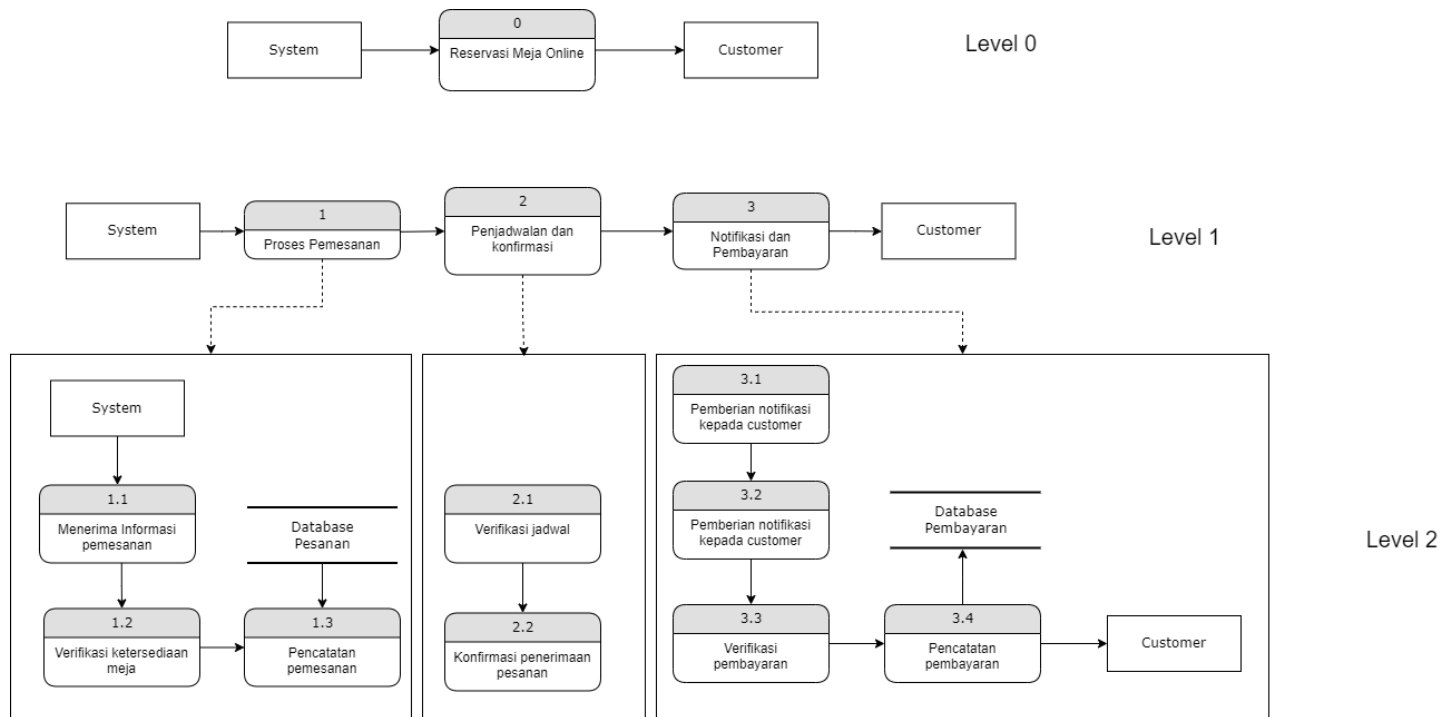 0
System
Reservasi Meja Online
Customer
Level 0
System
1
Proses Pemesanan
2
Penjadwalan dan
konfirmasi
3
Notifikasi dan
Pembayaran
Customer
Level 1
System
1.1
Menerima Informasi
pemesanan
Database
Pesanan
1.2
Verifikasi ketersediaan
meja
1.3
Pencatatan
pemesanan
2.1
Verifikasi jadwal
2.2
Konfirmasi penerimaan
pesanan
3.1
Pemberian notifikasi
kepada customer
3.2
Pemberian notifikasi
kepada customer
Database
Pembayaran
3.3
Verifikasi
pembayaran
3.4
Pencatatan
pembayaran
Customer
Level 2